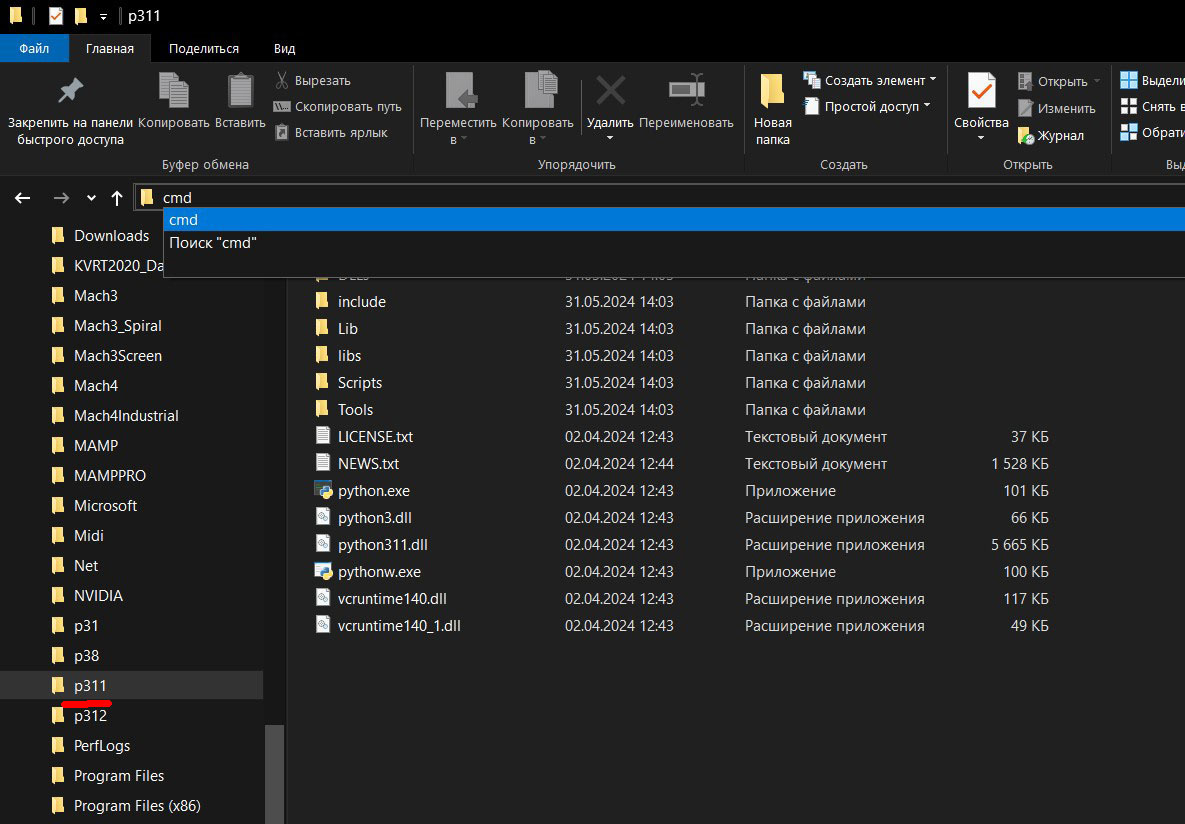 p311
Файл Главная Поделиться Вид
Закрепить на панели
быстрого доступа
Копировать
Вставить
Вырезать
Скопировать путь
Вставить ярлык
Буфер обмена
Переместить
в
Копировать
в
Удалить
Переименовать
Упорядочить
Новая
папка
Создать элемент
Простой доступ
Создать
Свойства
Открыть
Изменить
Журнал
Открыть
Выдели
Снять в
Обрати
Выд
cmd
cmd
Поиск "cmd"
Downloads
KVRT2020_Da
Mach3
Mach3_Spiral
Mach3Screen
Mach4
Mach4Industrial
MAMP
MAMPPRO
Microsoft
Midi
Net
NVIDIA
p31
p38
p311
p312
PerfLogs
Program Files
Program Files (x86)
DLLs 31.05.2024 14:03 Папка с файлами
include 31.05.2024 14:03 Папка с файлами
Lib 31.05.2024 14:03 Папка с файлами
libs 31.05.2024 14:03 Папка с файлами
Scripts 31.05.2024 14:03 Папка с файлами
Tools 31.05.2024 14:03 Папка с файлами
LICENSE.txt 02.04.2024 12:43 Текстовый документ 37 КБ
NEWS.txt 02.04.2024 12:44 Текстовый документ 1 528 КБ
python.exe 02.04.2024 12:43 Приложение 101 КБ
python3.dll 02.04.2024 12:43 Расширение приложения 66 КБ
python311.dll 02.04.2024 12:43 Расширение приложения 5 665 КБ
pythonw.exe 02.04.2024 12:43 Приложение 100 КБ
vcruntime140.dll 02.04.2024 12:43 Расширение приложения 117 КБ
vcruntime140_1.dll 02.04.2024 12:43 Расширение приложения 49 КБ